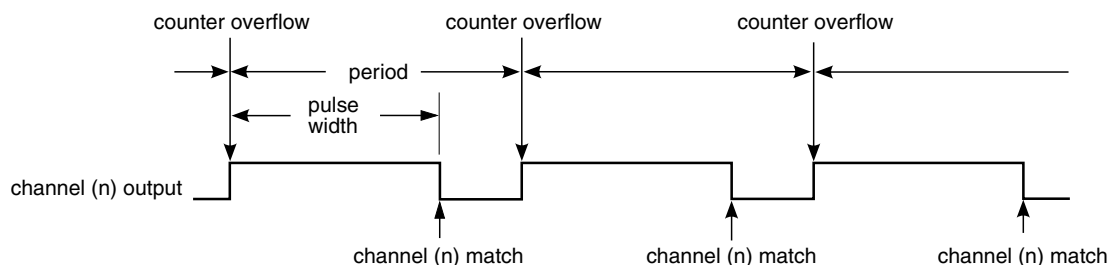 counter overflow
counter overflow
counter overflow
period
pulse
width
channel (n) output
channel (n) match
channel (n) match
channel (n) match